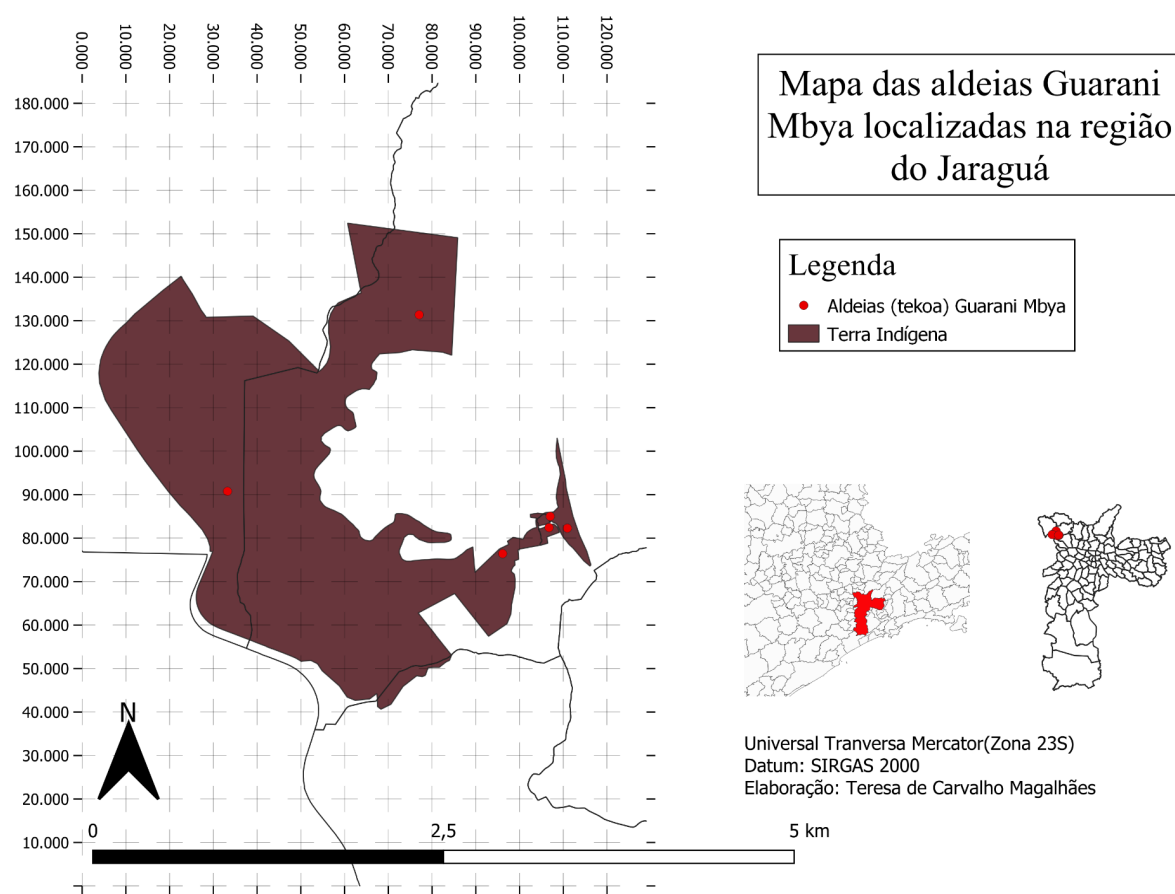 0.000
10.000
20.000
30.000
40.000
50.000
60.000
70.000
80.000
90.000
100.000
110.000
120.000
180.000
170.000
160.000
150.000
140.000
130.000
120.000
110.000
100.000
90.000
80.000
70.000
60.000
50.000
40.000
30.000
20.000
10.000
N
0 2,5 5 km
Mapa das aldeias Guarani
Mbya localizadas na região
do Jaraguá
Legenda
Aldeias (tekoa) Guarani Mbya
Terra Indígena
Universal Tranversa Mercator(Zona 23S)
Datum: SIRGAS 2000
Elaboração: Teresa de Carvalho Magalhães